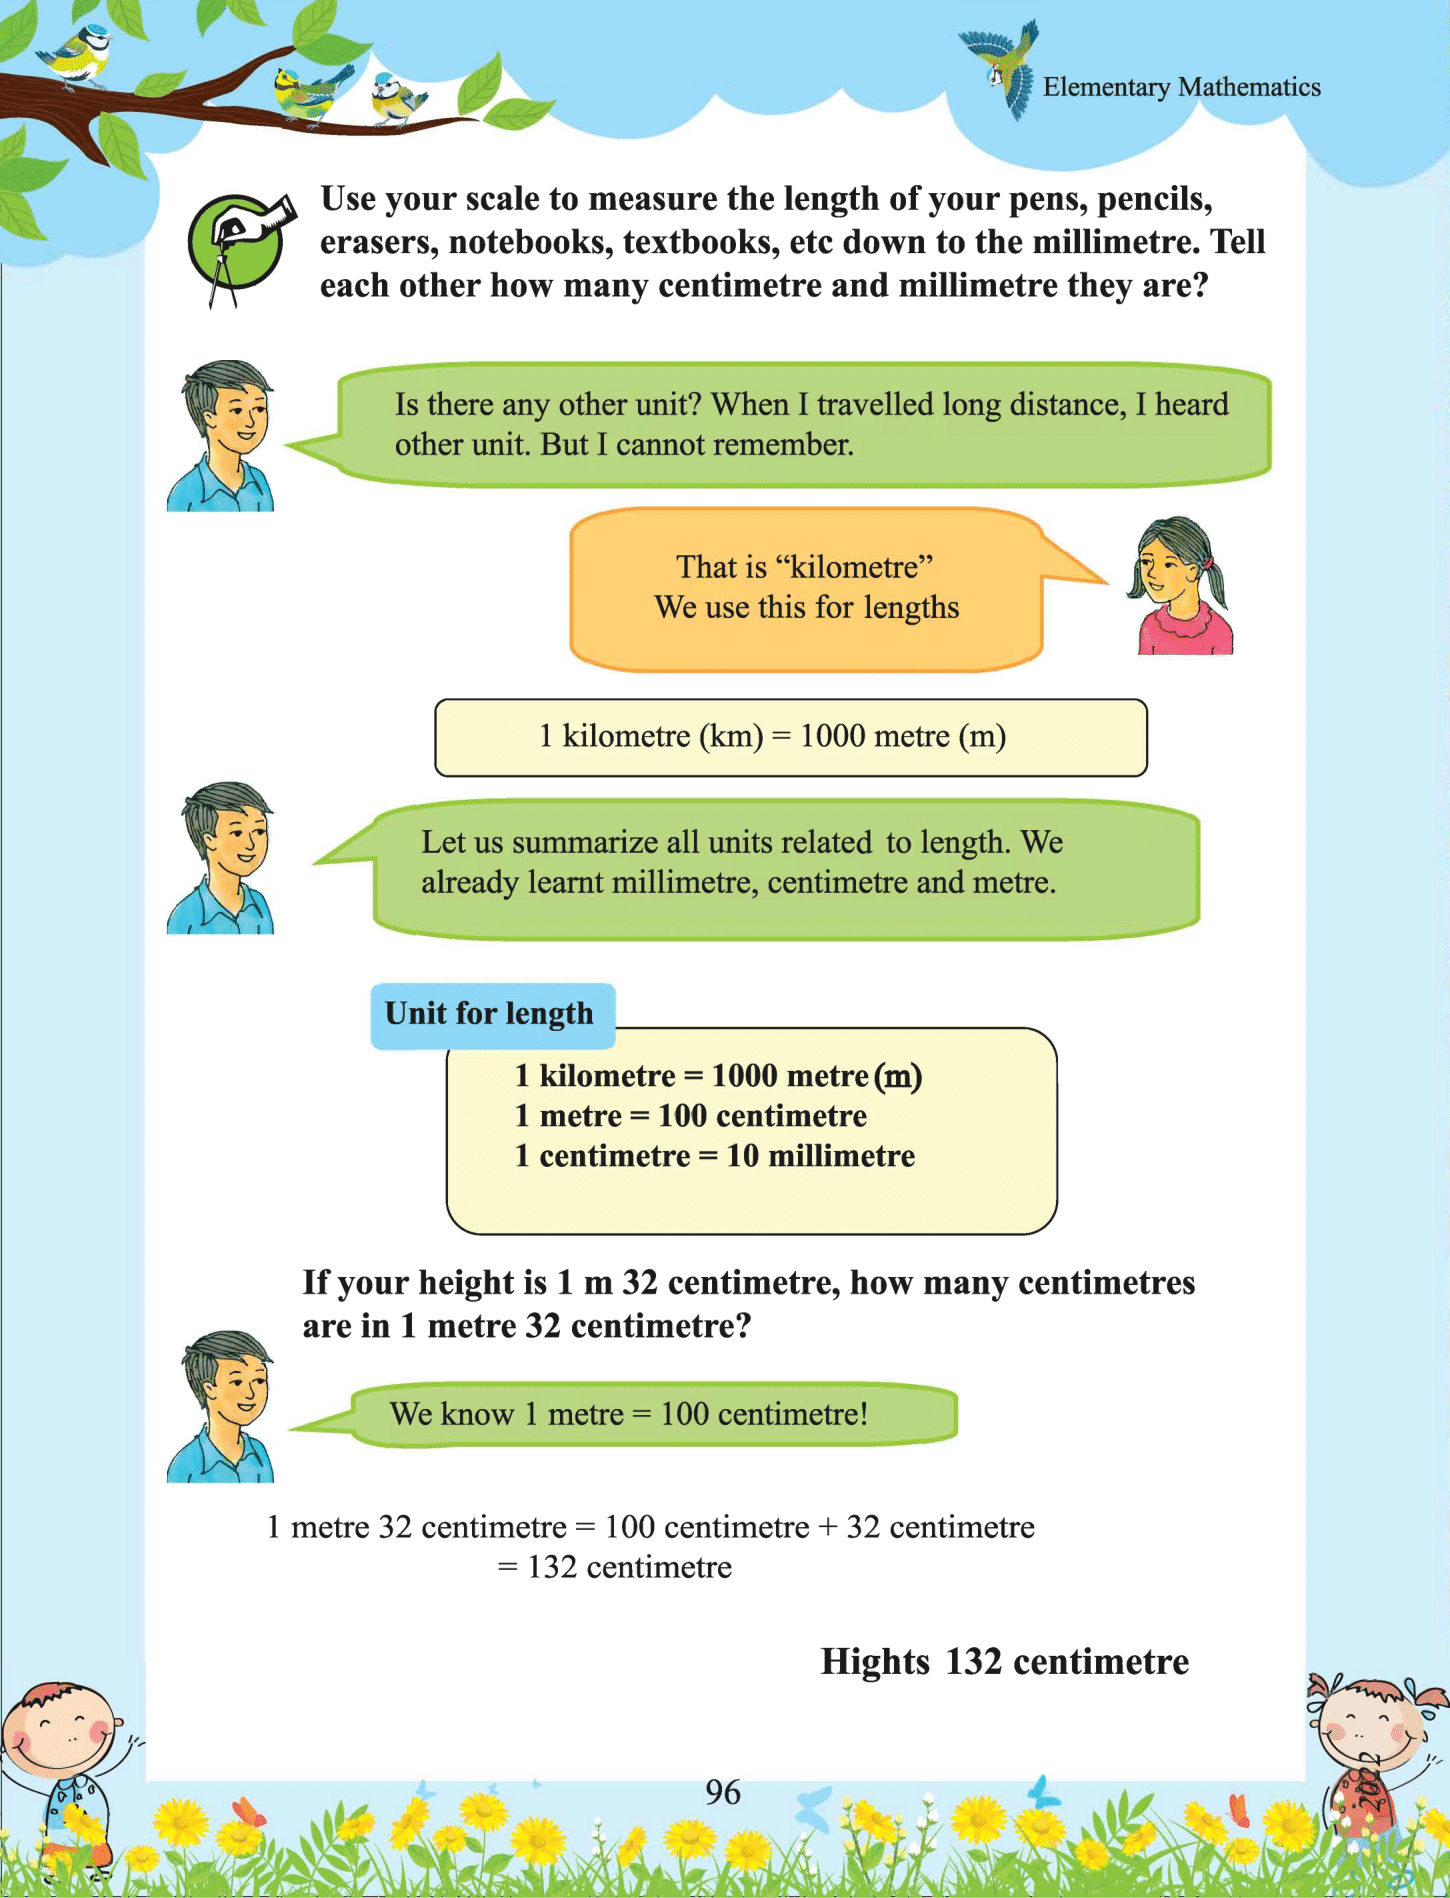 Elementary Mathematics
Use your scale to measure the length of your pens, pencils,
erasers, notebooks, textbooks, etc down to the millimetre. Tell
each other how many centimetre and millimetre they are?
Is there any other unit? When I travelled long distance, I heard
other unit. But I cannot remember.
That is “kilometre”
We use this for lengths
1 kilometre (km) = 1000 metre (m)
Let us summarize all units related to length. We
already learnt millimetre, centimetre and metre.
Unit for length
1 kilometre = 1000 metre (m)
1 metre = 100 centimetre
1 centimetre = 10 millimetre
If your height is 1 m 32 centimetre, how many centimetres
are in 1 metre 32 centimetre?
We know 1 metre = 100 centimetre!
1 metre 32 centimetre = 100 centimetre + 32 centimetre
= 132 centimetre
Hights 132 centimetre
96
2022